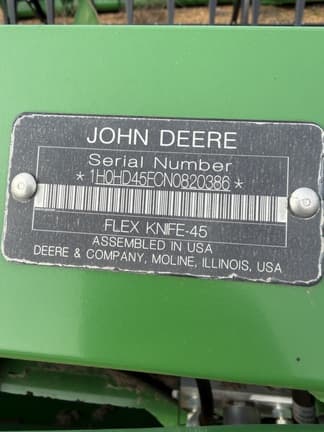 JOHN DEERE
Serial Number
*1H0HD45FCN0820386*
FLEX KNIFE-45
ASSEMBLED IN USA
DEERE & COMPANY, MOLINE, ILLINOIS, USA